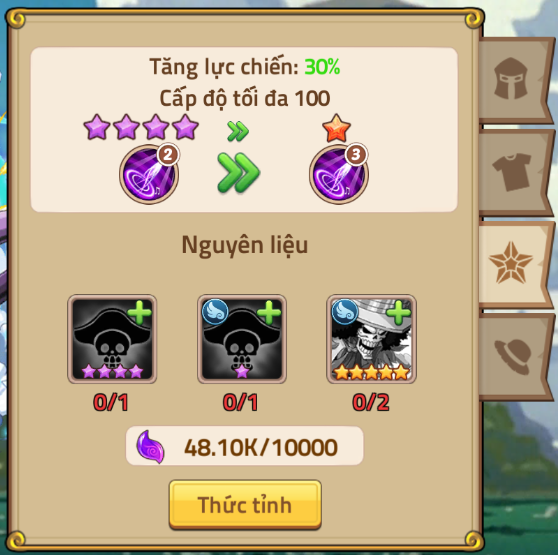 Tăng lực chiến: 30%
Cấp độ tối đa 100
2
3
Nguyên liệu
0/1
0/1
0/2
48.10K/10000
Thức tỉnh